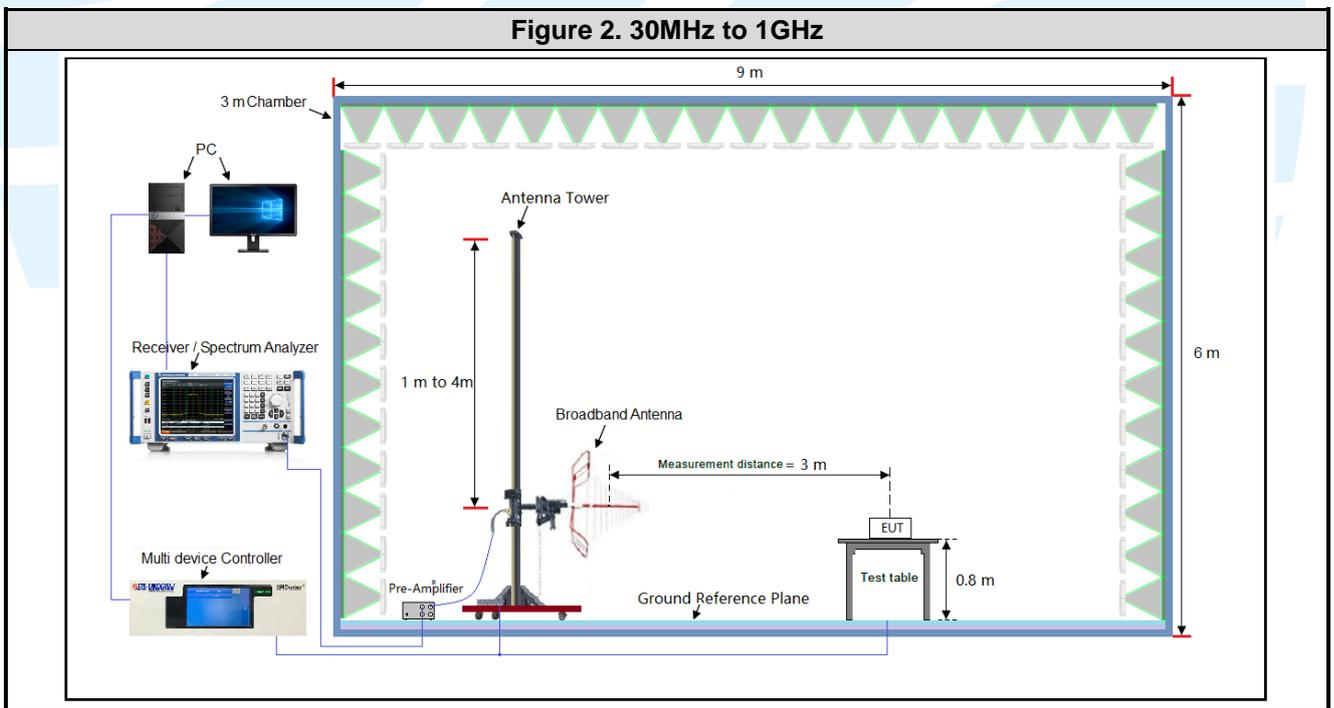 Figure 2. 30MHz to 1GHz
9 m
3 m Chamber
PC
Antenna Tower
Receiver / Spectrum Analyzer
1 m to 4m
6 m
Broadband Antenna
Measurement distance = 3 m
EUT
Multi device Controller
Pre-Amplifier
Test table
0.8 m
Ground Reference Plane